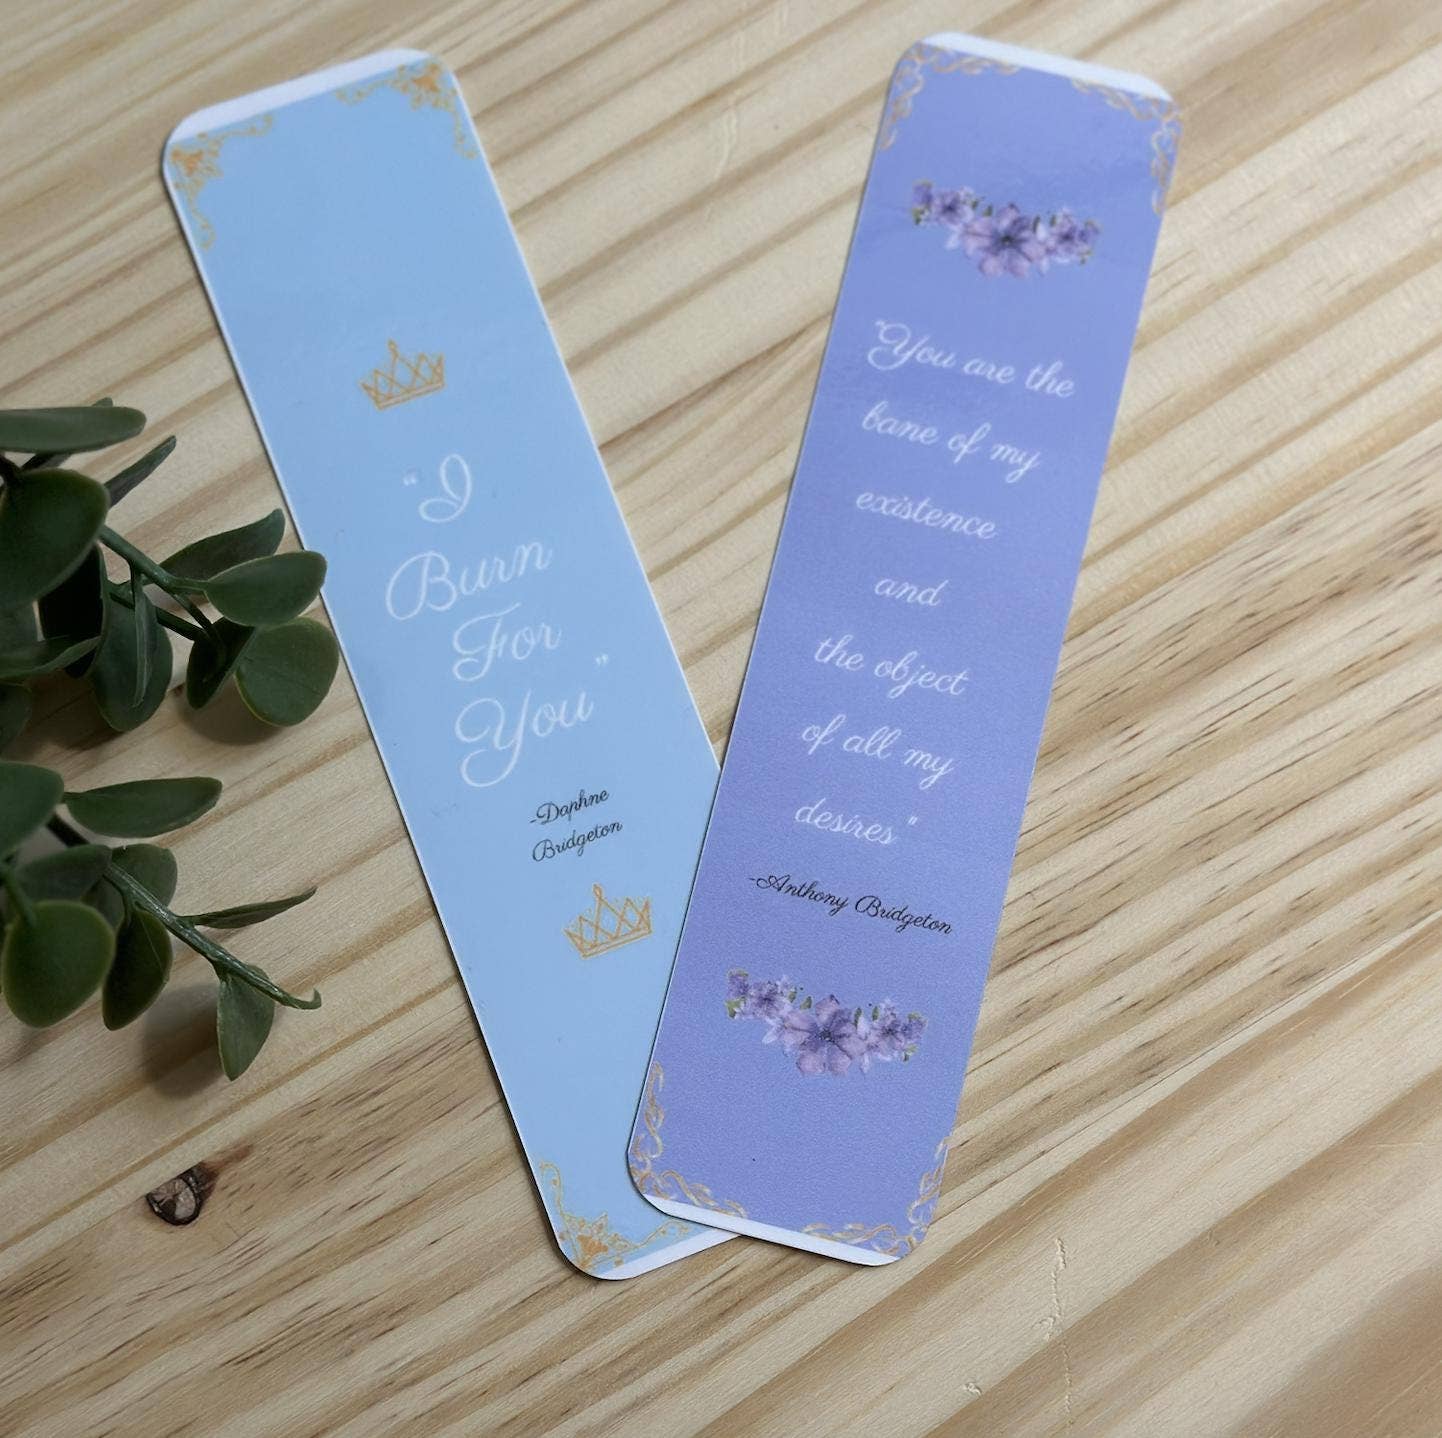 "I
Burn
For
You"
-Daphne
Bridgeton
"You are the
bane of my
existence
and
the object
of all my
desires"
-Anthony Bridgeton